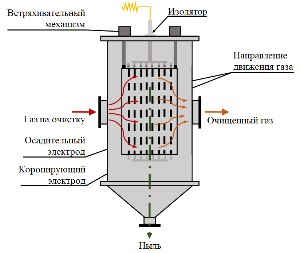 Встряхивательный
механизм
Изолятор
Направление
движения газа
Газ на очистку
Очищенный газ
Осадительный
электрод
Коронирующий
электрод
Пыль